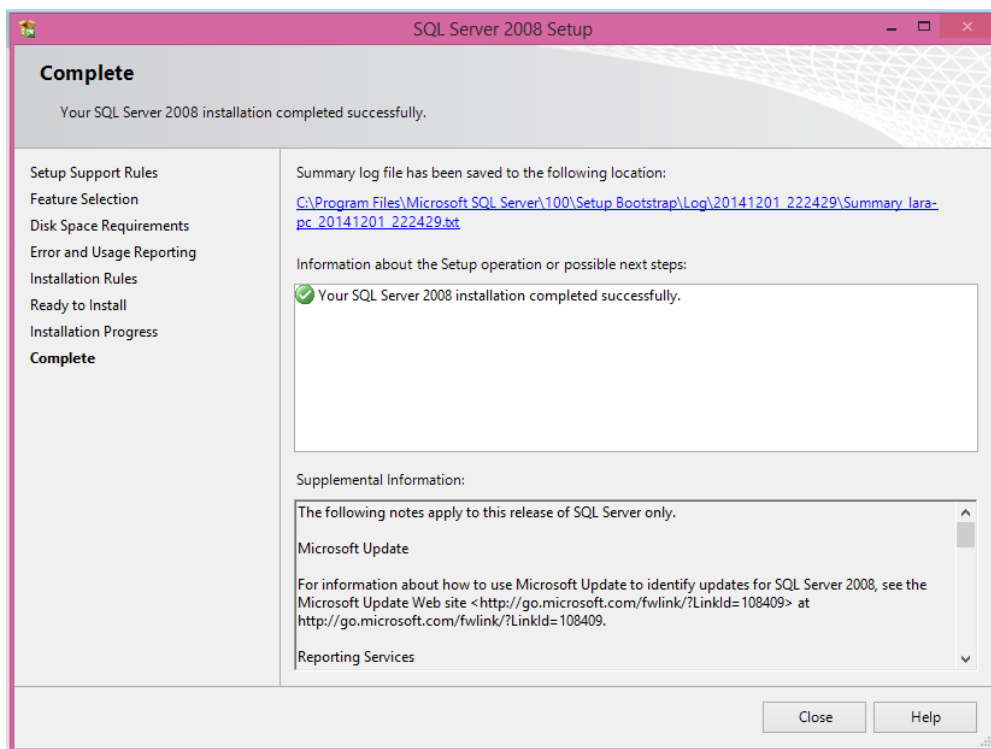 SQL Server 2008 Setup
Complete
Your SQL Server 2008 installation completed successfully.
Setup Support Rules
Feature Selection
Disk Space Requirements
Error and Usage Reporting
Installation Rules
Ready to Install
Installation Progress
Complete
Summary log file has been saved to the following location:
C:\Program Files\Microsoft SQL Server\100\Setup Bootstrap\Log\20141201_222429\Summary_lara-
pc_20141201_222429.txt
Information about the Setup operation or possible next steps:
Your SQL Server 2008 installation completed successfully.
Supplemental Information:
The following notes apply to this release of SQL Server only.
Microsoft Update
For information about how to use Microsoft Update to identify updates for SQL Server 2008, see the
Microsoft Update Web site <http://go.microsoft.com/fwlink/?LinkId=108409> at
http://go.microsoft.com/fwlink/?LinkId=108409.
Reporting Services
Close
Help